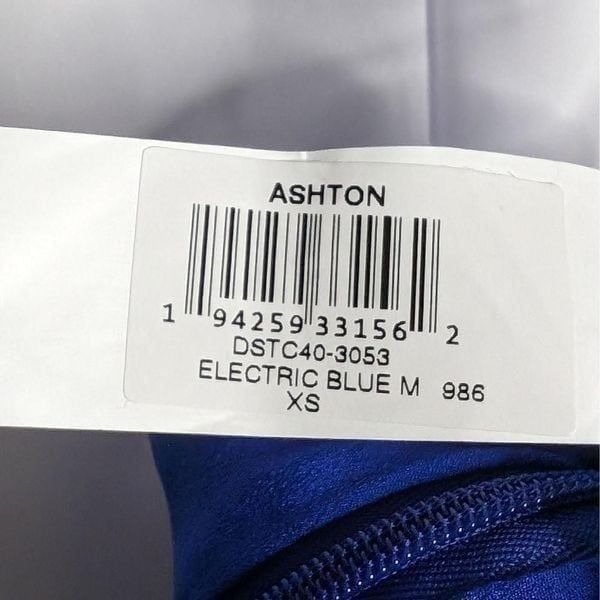 ASHTON
1 94259 33156 2
DSTC40-3053
ELECTRIC BLUE M 986
XS